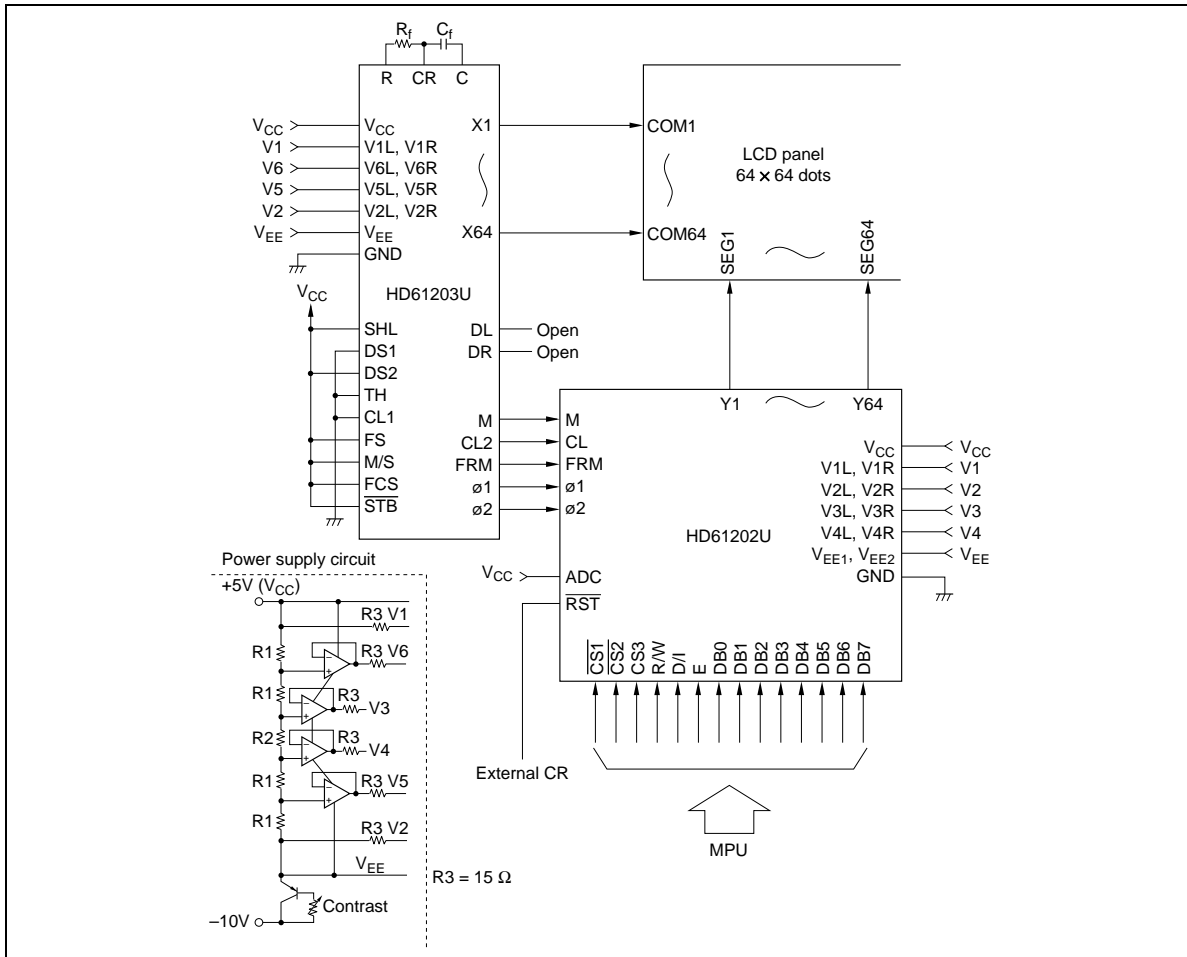 Rf Cf
R CR C
VCC VCC X1 COM1
V1 V1L, V1R
V6 V6L, V6R
V5 V5L, V5R
V2 V2L, V2R
VEE VEE X64 COM64
GND
LCD panel
64 × 64 dots
SEG1 SEG64
HD61203U
VCC
SHL DL Open
DS1 DR Open
DS2
TH
CL1
FS
M/S
FCS
STB
M M
CL2 CL
FRM FRM
ø1 ø1
ø2 ø2
Y1 Y64
VCC VCC
V1L, V1R V1
V2L, V2R V2
V3L, V3R V3
V4L, V4R V4
VEE1, VEE2 VEE
GND
HD61202U
VCC ADC
RST
CS1 CS2 CS3 R/W D/I E DB0 DB1 DB2 DB3 DB4 DB5 DB6 DB7
External CR
MPU
Power supply circuit
+5V (VCC)
R3 V1
R1 – + R3 V6
R1 – + R3 V3
R2 – + R3 V4
R1 – + R3 V5
R1
R3 V2
VEE
R3 = 15 Ω
Contrast
–10V